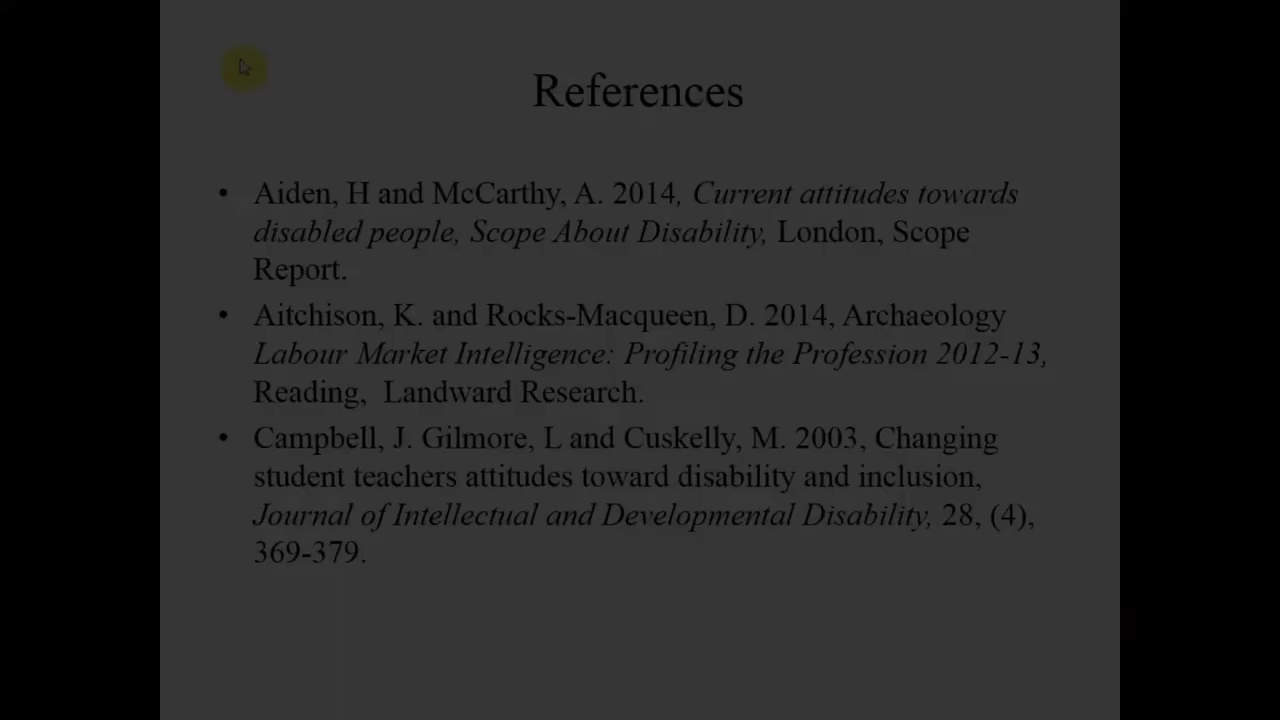 References
• Aiden, H and McCarthy, A. 2014, Current attitudes towards
disabled people, Scope About Disability, London, Scope
Report.
• Aitchison, K. and Rocks-Macqueen, D. 2014, Archaeology
Labour Market Intelligence: Profiling the Profession 2012-13,
Reading,  Landward Research.
• Campbell, J. Gilmore, L and Cuskelly, M. 2003, Changing
student teachers attitudes toward disability and inclusion,
Journal of Intellectual and Developmental Disability, 28, (4),
369-379.